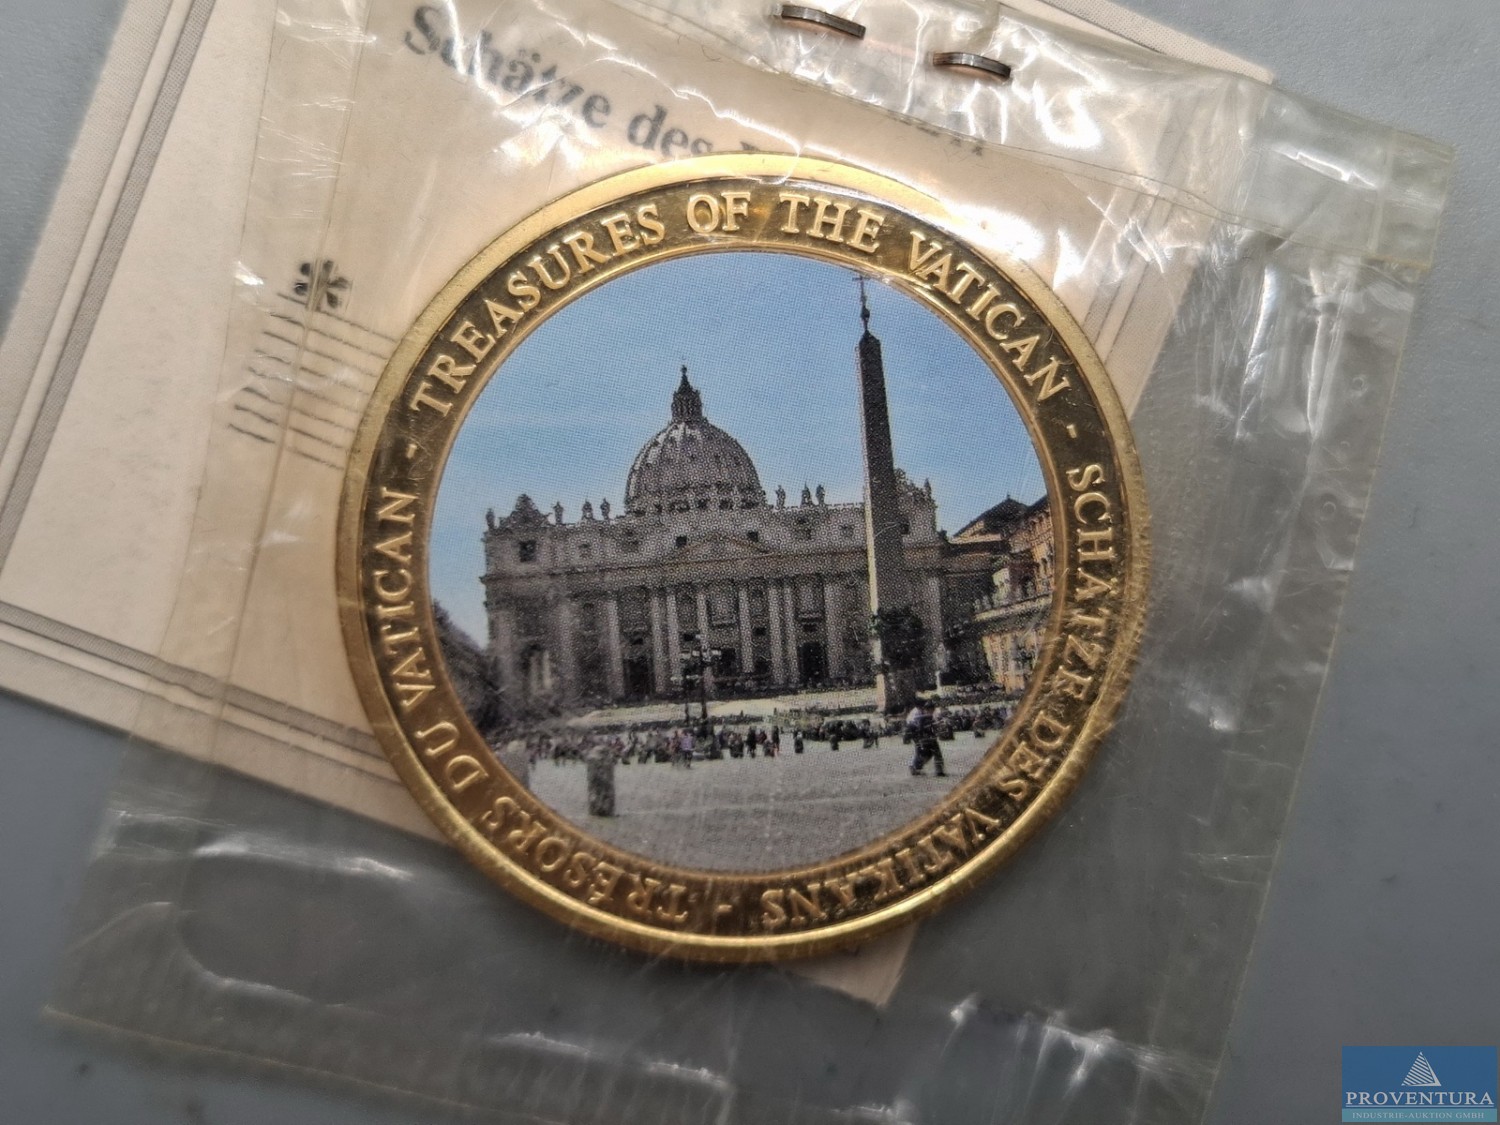 Schätze des
TREASURES OF THE VATICAN - SCHÄTZE DES VATIKANS - TRÉSORS DU VATICAN -
PROVENTURA
INDUSTRIE-AUKTION GMBH